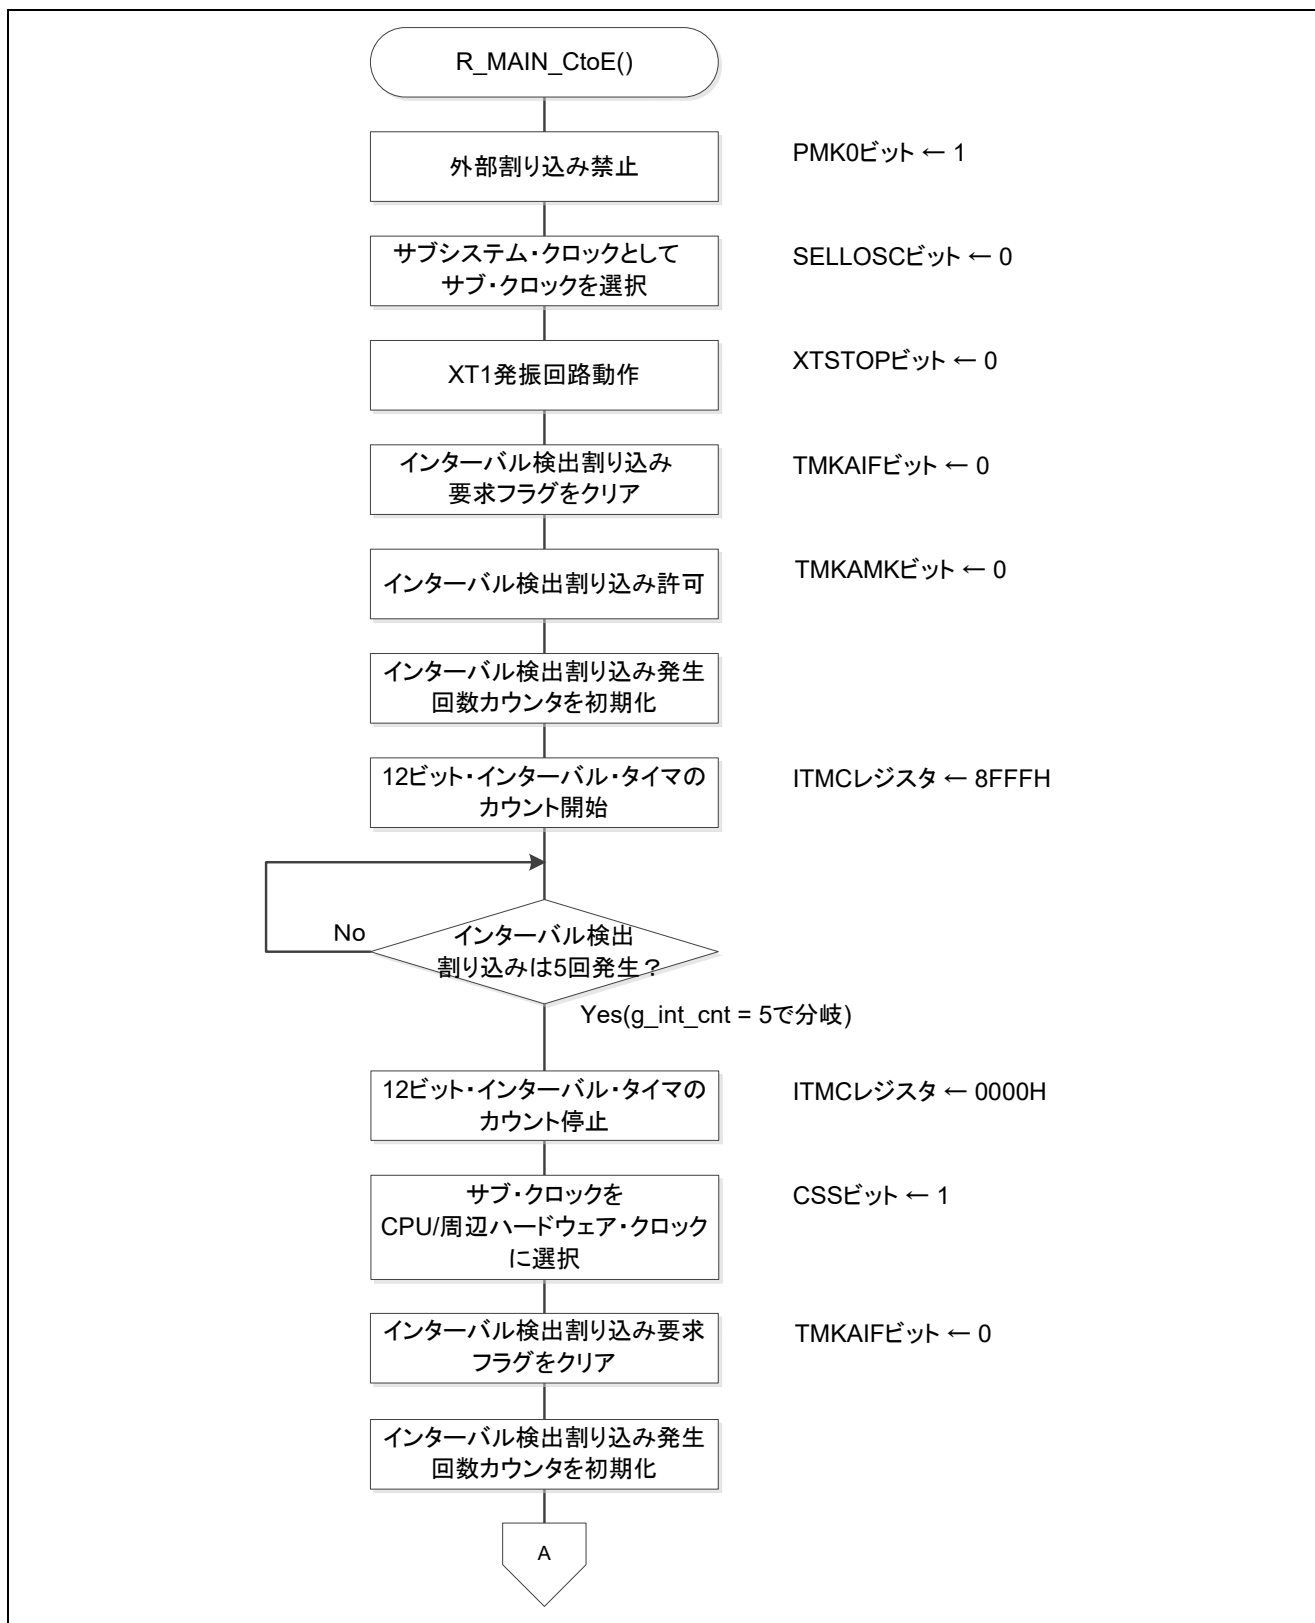 R_MAIN_CtoE()
外部割り込み禁止
PMK0ビット ← 1
サブシステム・クロックとして
サブ・クロックを選択
SELLOSCビット ← 0
XT1発振回路動作
XTSTOPビット ← 0
インターバル検出割り込み
要求フラグをクリア
TMKAIFビット ← 0
インターバル検出割り込み許可
TMKAMKビット ← 0
インターバル検出割り込み発生
回数カウンタを初期化
12ビット・インターバル・タイマの
カウント開始
ITMCレジスタ ← 8FFFH
No
インターバル検出
割り込みは5回発生？
Yes(g_int_cnt = 5で分岐)
12ビット・インターバル・タイマの
カウント停止
ITMCレジスタ ← 0000H
サブ・クロックを
CPU/周辺ハードウェア・クロック
に選択
CSSビット ← 1
インターバル検出割り込み要求
フラグをクリア
TMKAIFビット ← 0
インターバル検出割り込み発生
回数カウンタを初期化
A